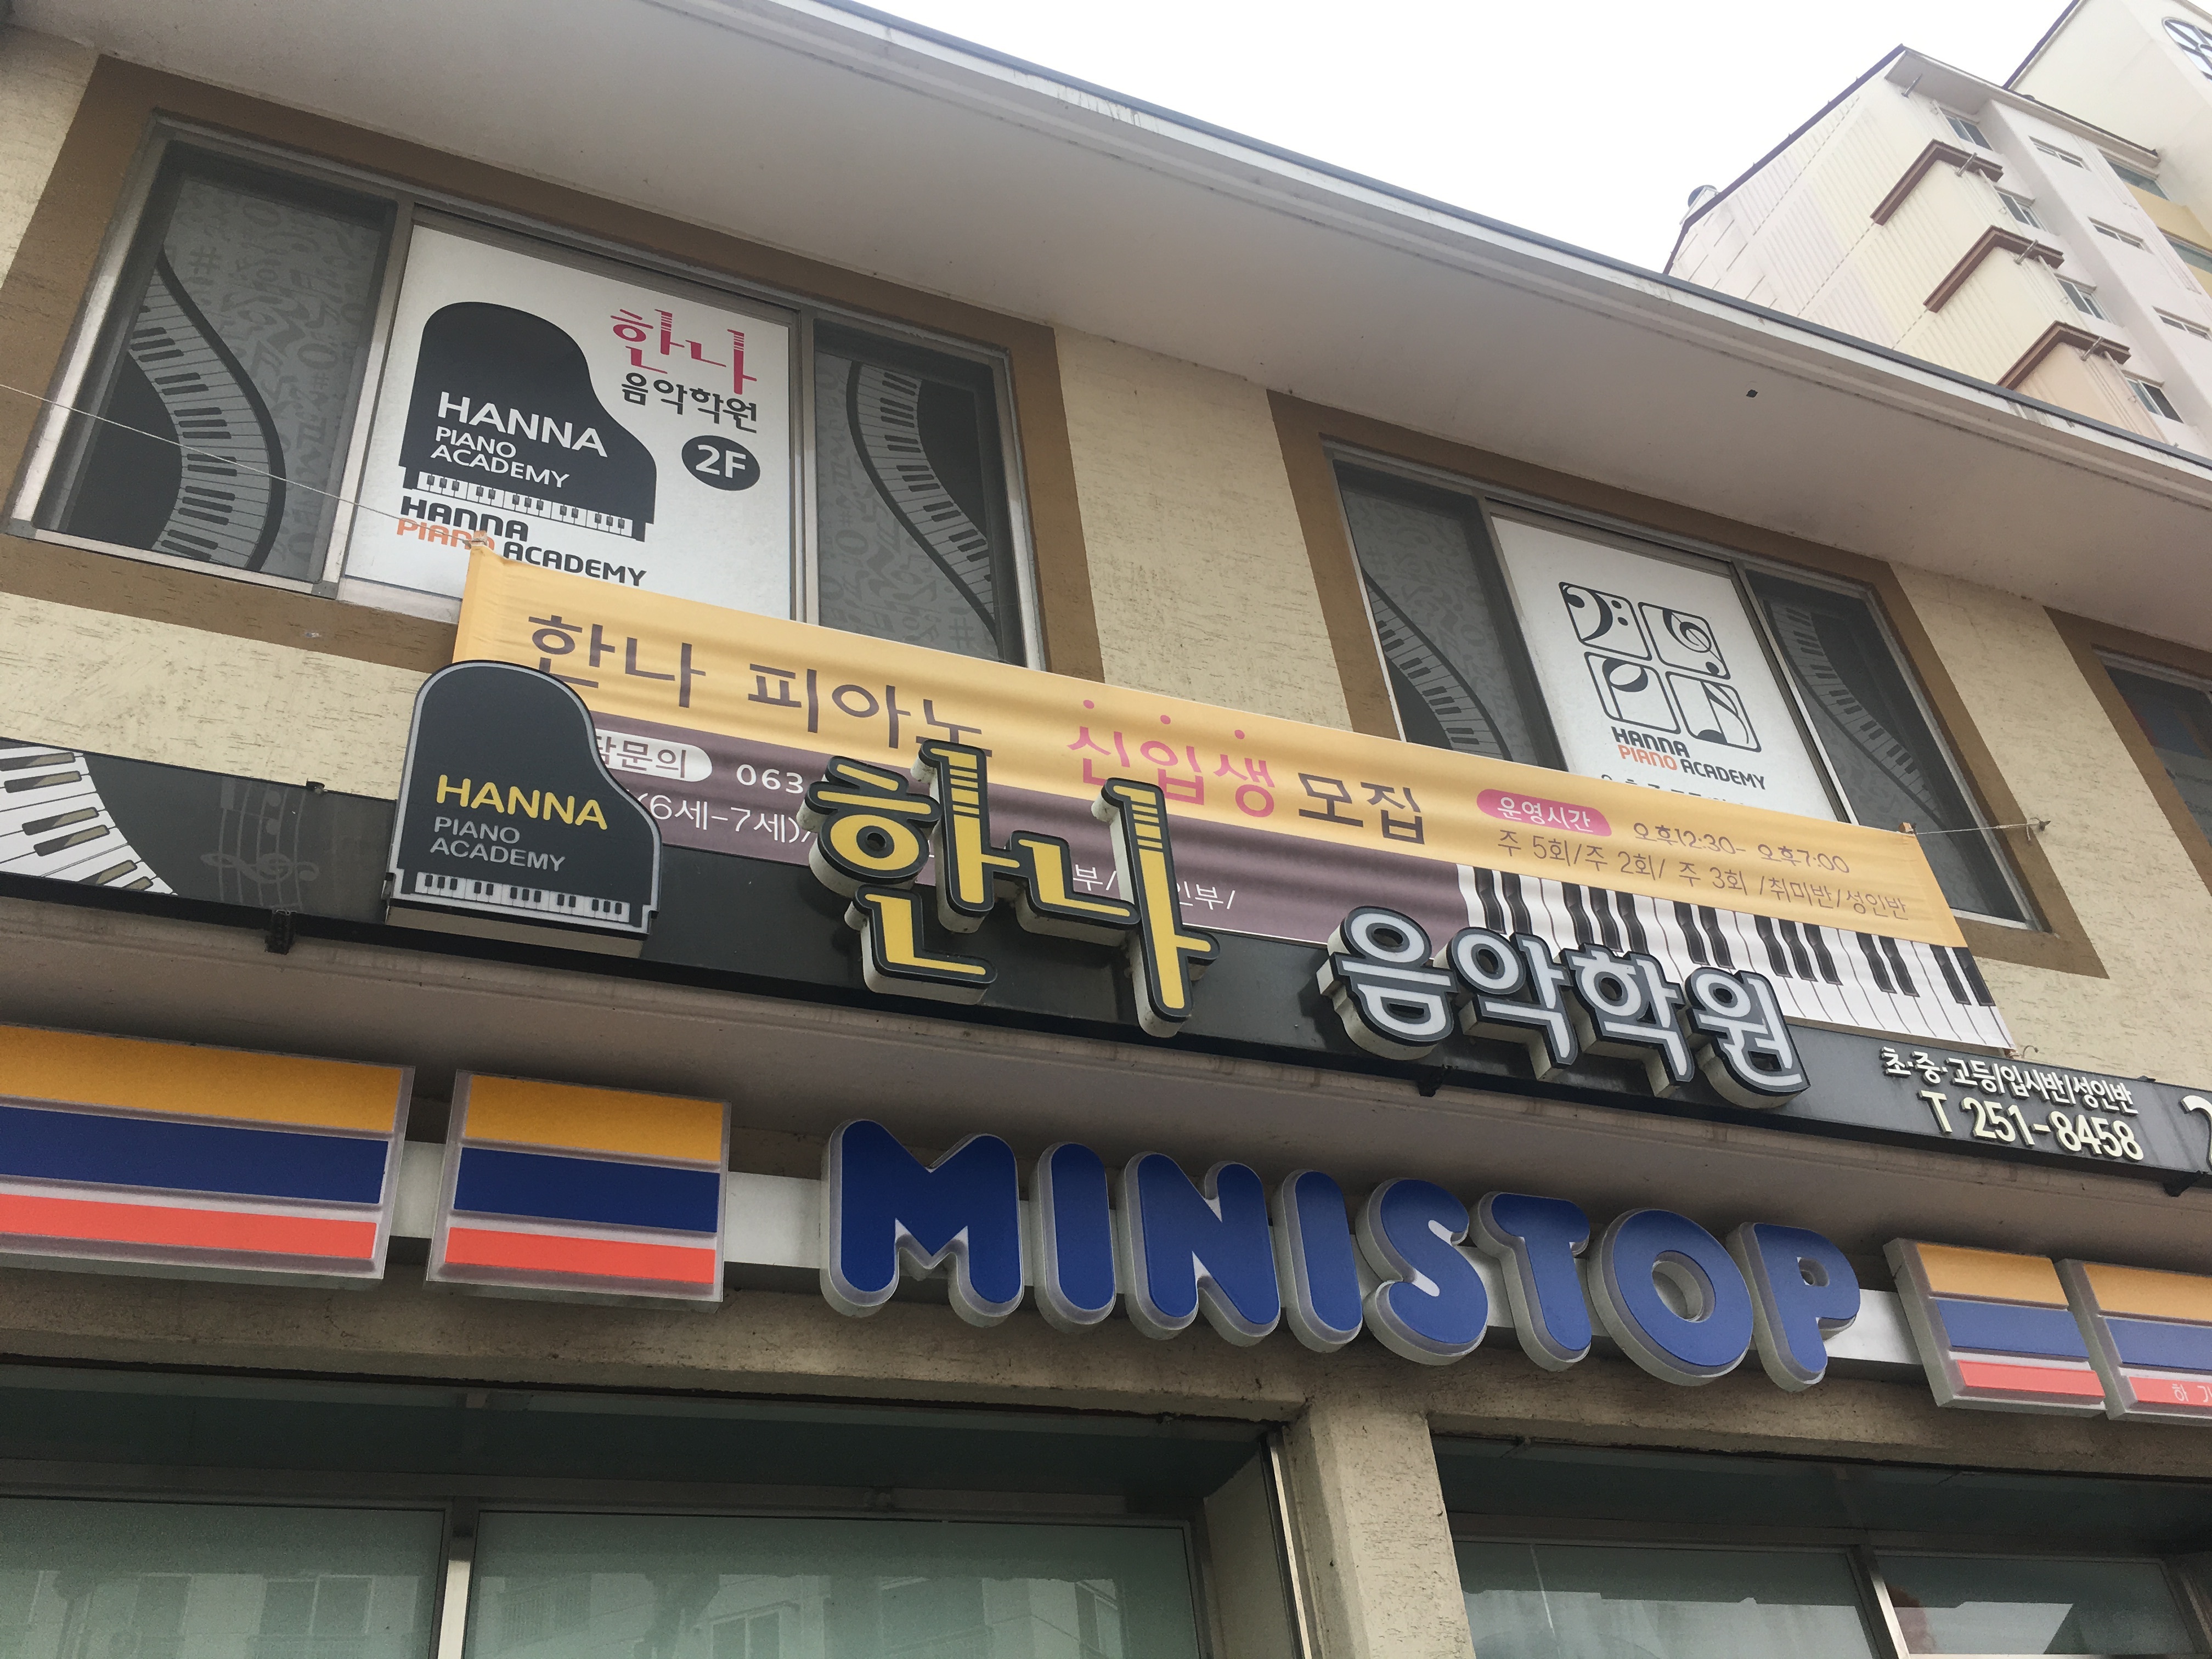 한나
음악학원
2F
HANNA
PIANO
ACADEMY
HANNA
PIANO ACADEMY
HANNA
PIANO ACADEMY
한나 피아노 신입생 모집
운영시간 오후12:30- 오후7:00
주 5회/주 2회/ 주 3회 /취미반/성인반
담문의 063
(6세-7세)/
부/ 인부/
HANNA
PIANO
ACADEMY
한나 음악학원
초·중·고등/입시반/성인반
T 251-8458
MINISTOP